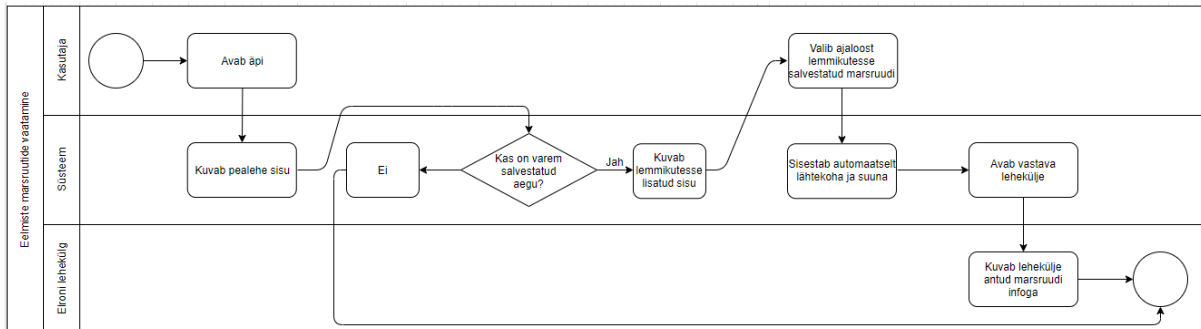 Eelmiste marsruutide vaatamine
Kasutaja
Avab äpi
Valib ajaloost
lemmikutesse
salvestatud marsruudi
Süsteem
Kuvab pealehe sisu
Ei
Kas on varem
salvestatud
aegu?
Jah
Kuvab
lemmikutesse
lisatud sisu
Sisestab automaatselt
lähtekoha ja suuna
Avab vastava
lehekülje
Elroni lehekülg
Kuvab lehekülje
antud marsruudi
infoga